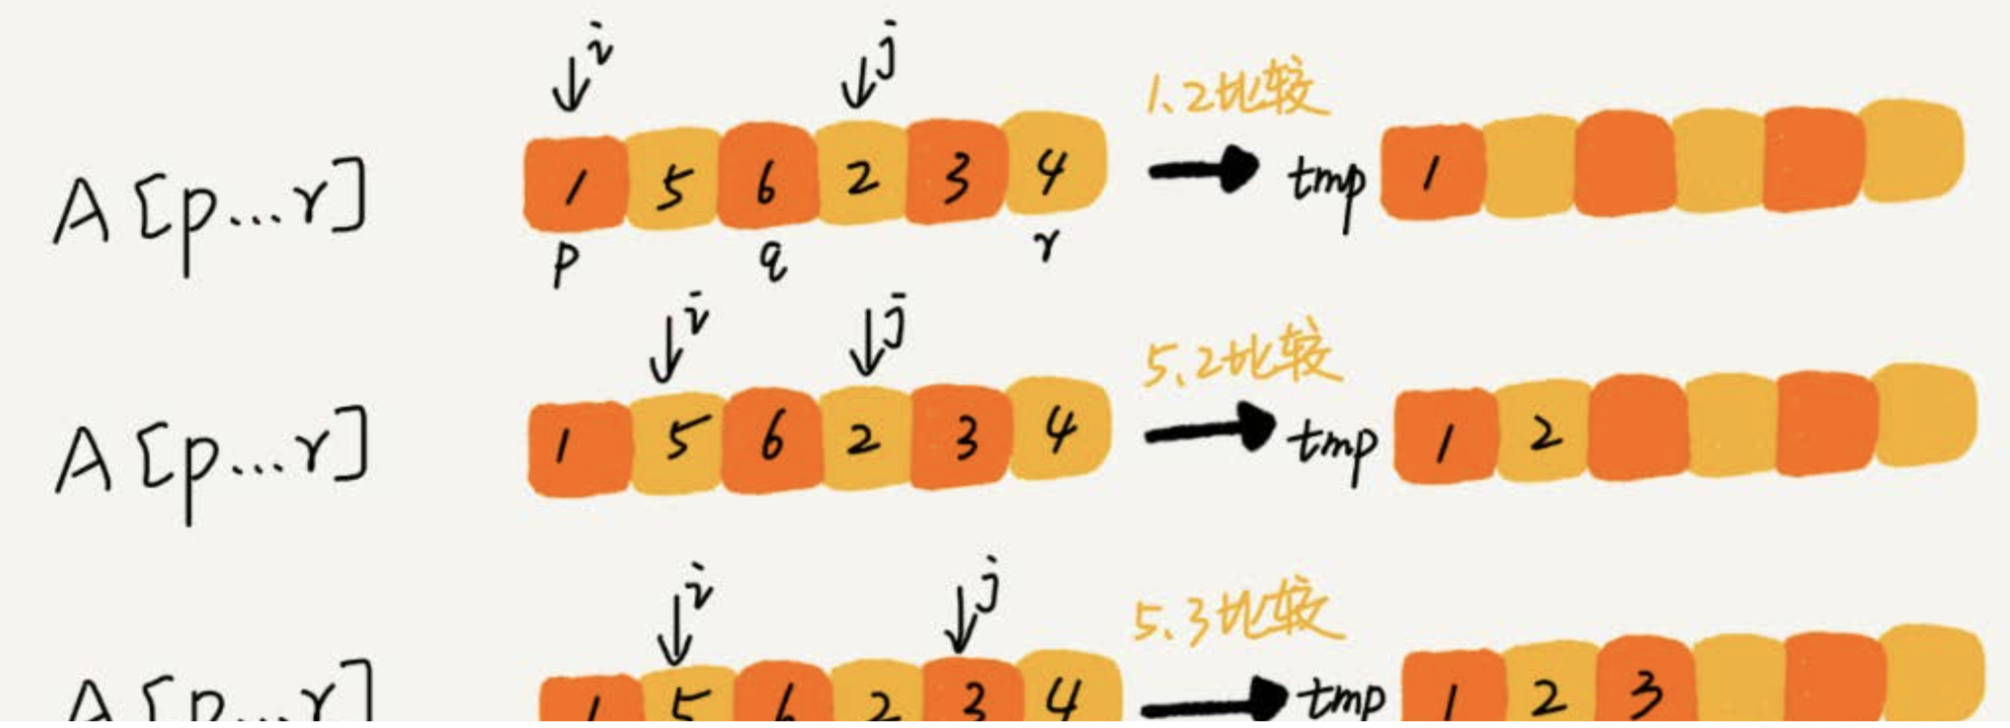 i j
1、2比较
A[p...r] 1 5 6 2 3 4 tmp 1
p q r
i j
5、2比较
A[p...r] 1 5 6 2 3 4 tmp 1 2
i j
5、3比较
A[p...r] 1 5 6 2 3 4 tmp 1 2 3